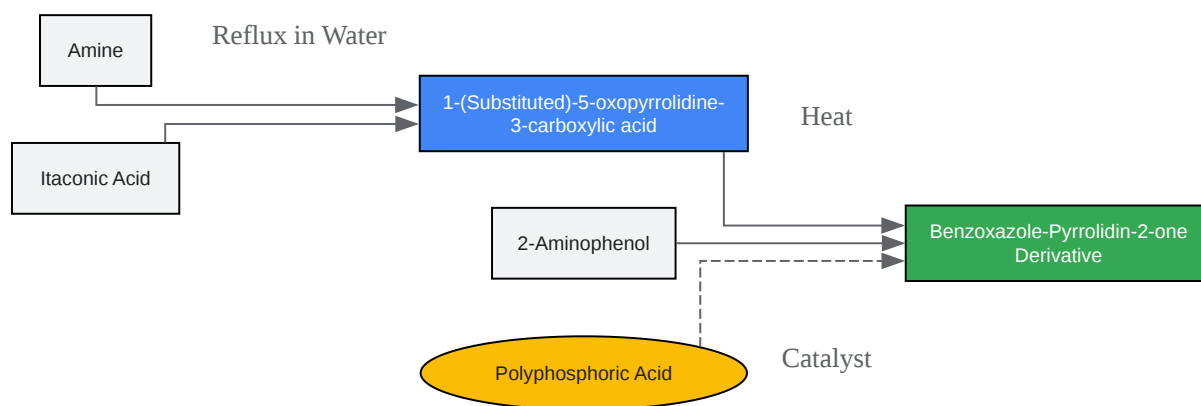 Amine
Reflux in Water
Itaconic Acid
1-(Substituted)-5-oxopyrrolidine-
3-carboxylic acid
Heat
2-Aminophenol
Benzoxazole-Pyrrolidin-2-one
Derivative
Polyphosphoric Acid
Catalyst